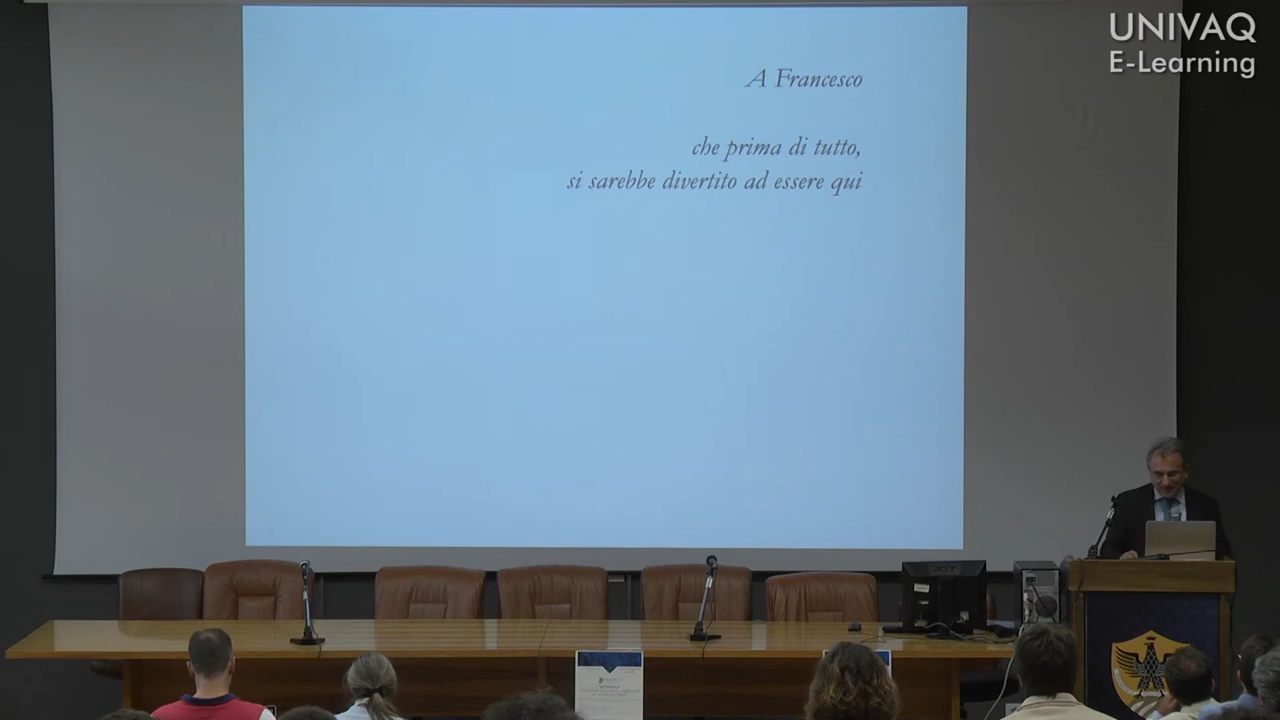 UNIVAQ
E-Learning
A Francesco
che prima di tutto,
si sarebbe divertito ad essere qui